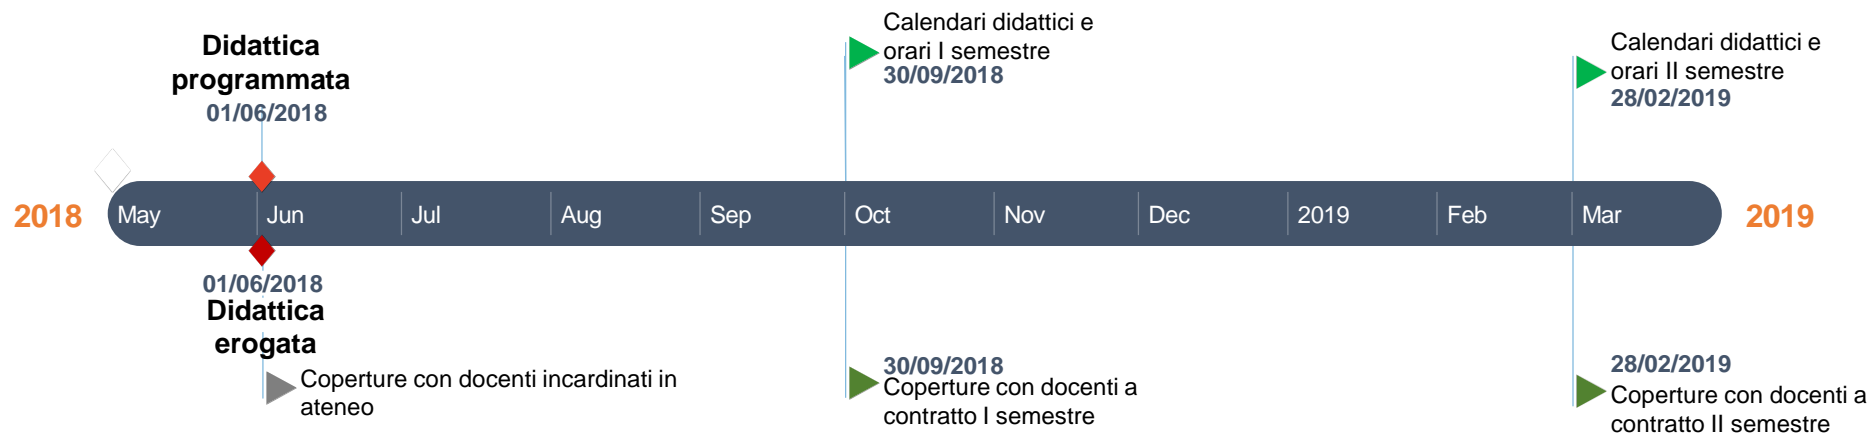 Didattica
programmata
01/06/2018
Calendari didattici e
orari I semestre
30/09/2018
Calendari didattici e
orari II semestre
28/02/2019
2018
May
Jun
Jul
Aug
Sep
Oct
Nov
Dec
2019
Feb
Mar
2019
01/06/2018
Didattica
erogata
Coperture con docenti incardinati in
ateneo
30/09/2018
Coperture con docenti a
contratto I semestre
28/02/2019
Coperture con docenti a
contratto II semestre